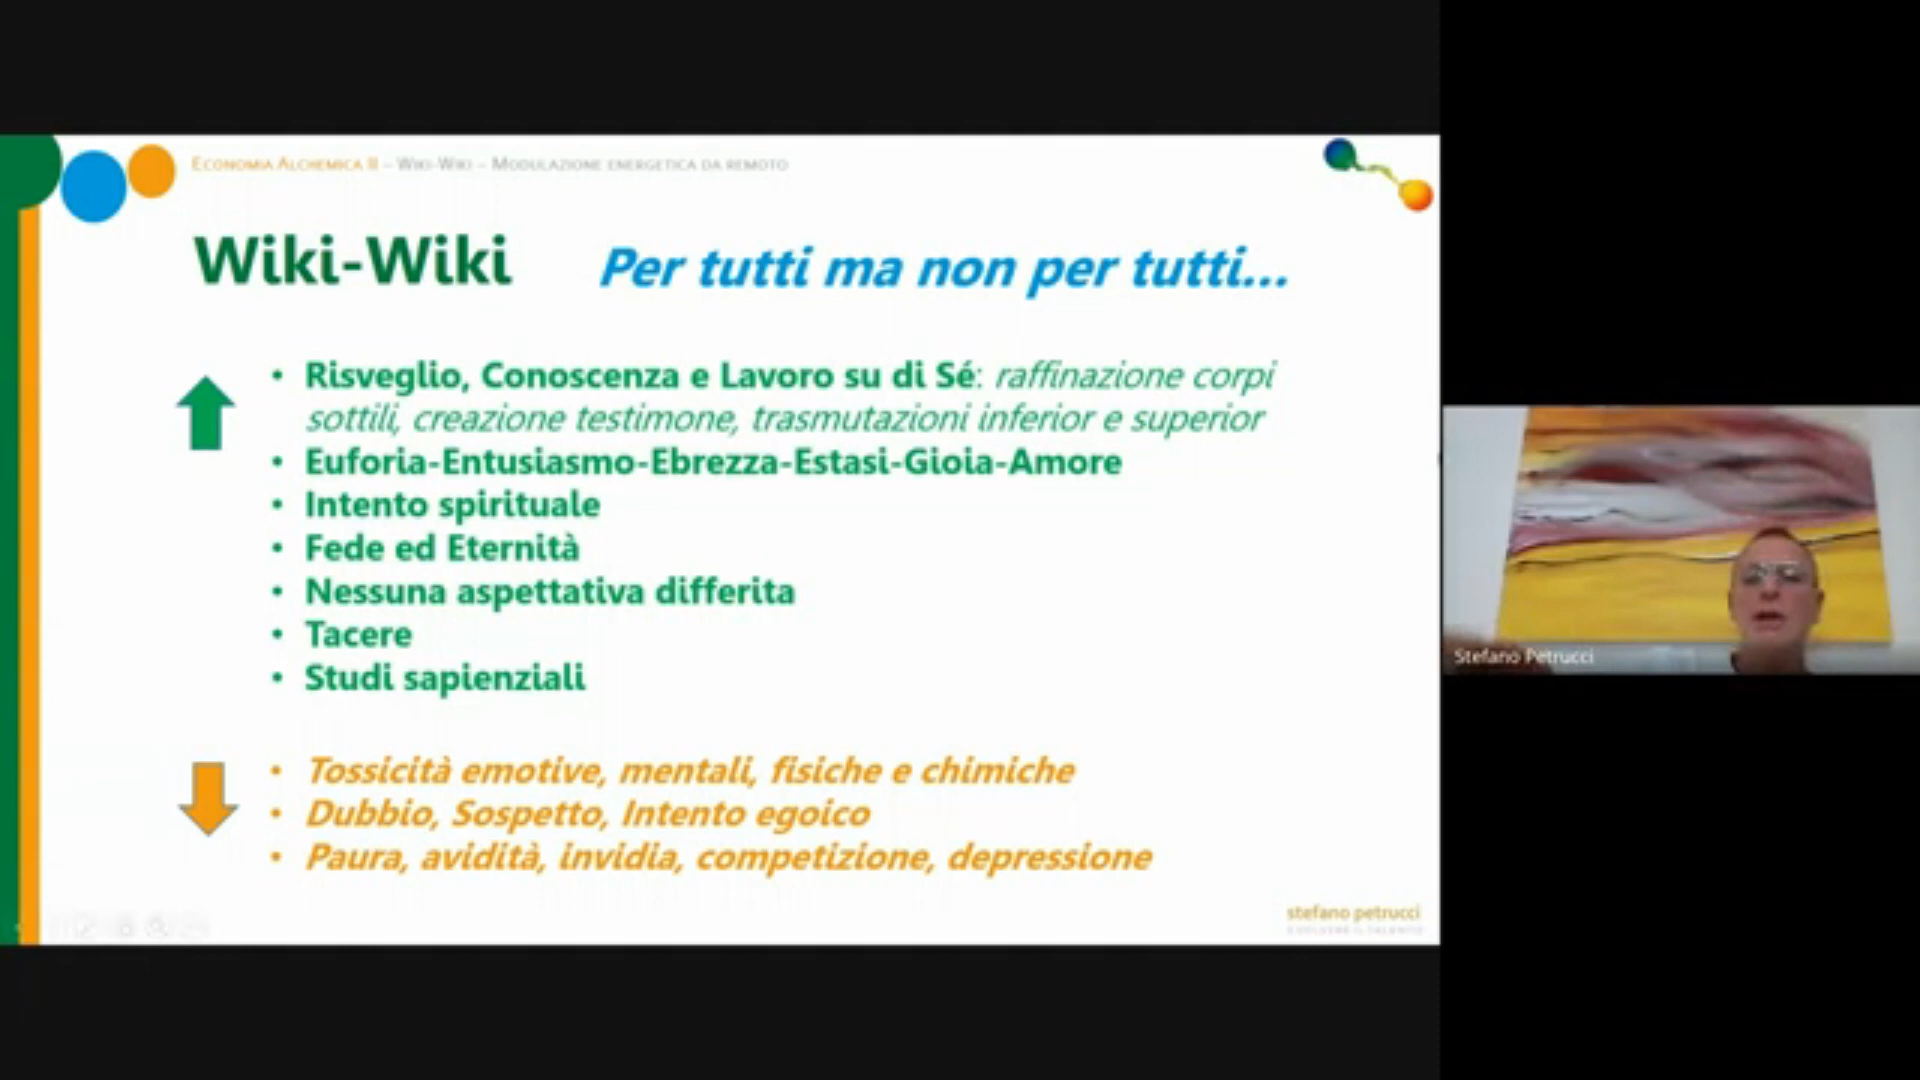 Economia Alchemica II – Wiki-Wiki – Modulazione energetica da remoto
Wiki-Wiki Per tutti ma non per tutti...
• Risveglio, Conoscenza e Lavoro su di Sé: raffinazione corpi
sottili, creazione testimone, trasmutazioni inferior e superior
• Euforia-Entusiasmo-Ebrezza-Estasi-Gioia-Amore
• Intento spirituale
• Fede ed Eternità
• Nessuna aspettativa differita
• Tacere
• Studi sapienziali
• Tossicità emotive, mentali, fisiche e chimiche
• Dubbio, Sospetto, Intento egoico
• Paura, avidità, invidia, competizione, depressione
stefano petrucci
Stefano Petrucci